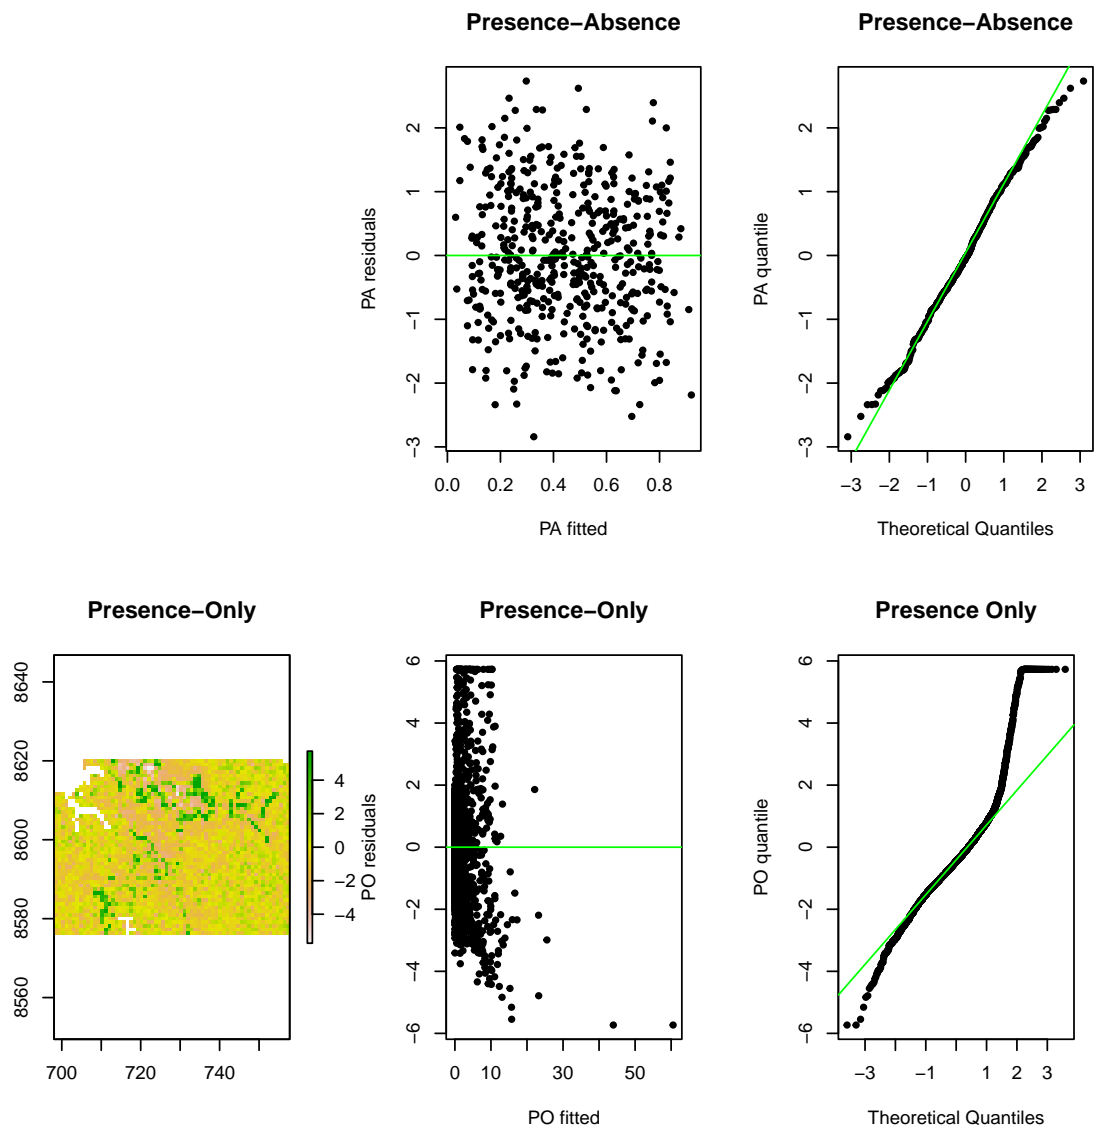 Presence−Absence
Presence−Absence
PA residuals
−3 −2 −1 0 1 2
0.0 0.2 0.4 0.6 0.8
PA fitted
PA quantile
−3 −2 −1 0 1 2
−3 −2 −1 0 1 2 3
Theoretical Quantiles
Presence−Only
Presence−Only
Presence Only
8560 8580 8600 8620 8640
700 720 740
−4 −2 0 2 4
PO residuals
−6 −4 −2 0 2 4 6
0 10 30 50
PO fitted
PO quantile
−6 −4 −2 0 2 4 6
−3 −1 1 2 3
Theoretical Quantiles